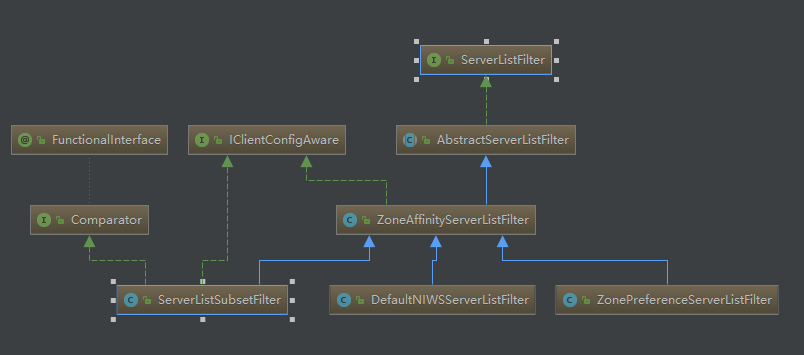 I ServerListFilter
@ FunctionalInterface
I IClientConfigAware
C AbstractServerListFilter
I Comparator
C ZoneAffinityServerListFilter
C ServerListSubsetFilter
C DefaultNIWSServerListFilter
C ZonePreferenceServerListFilter